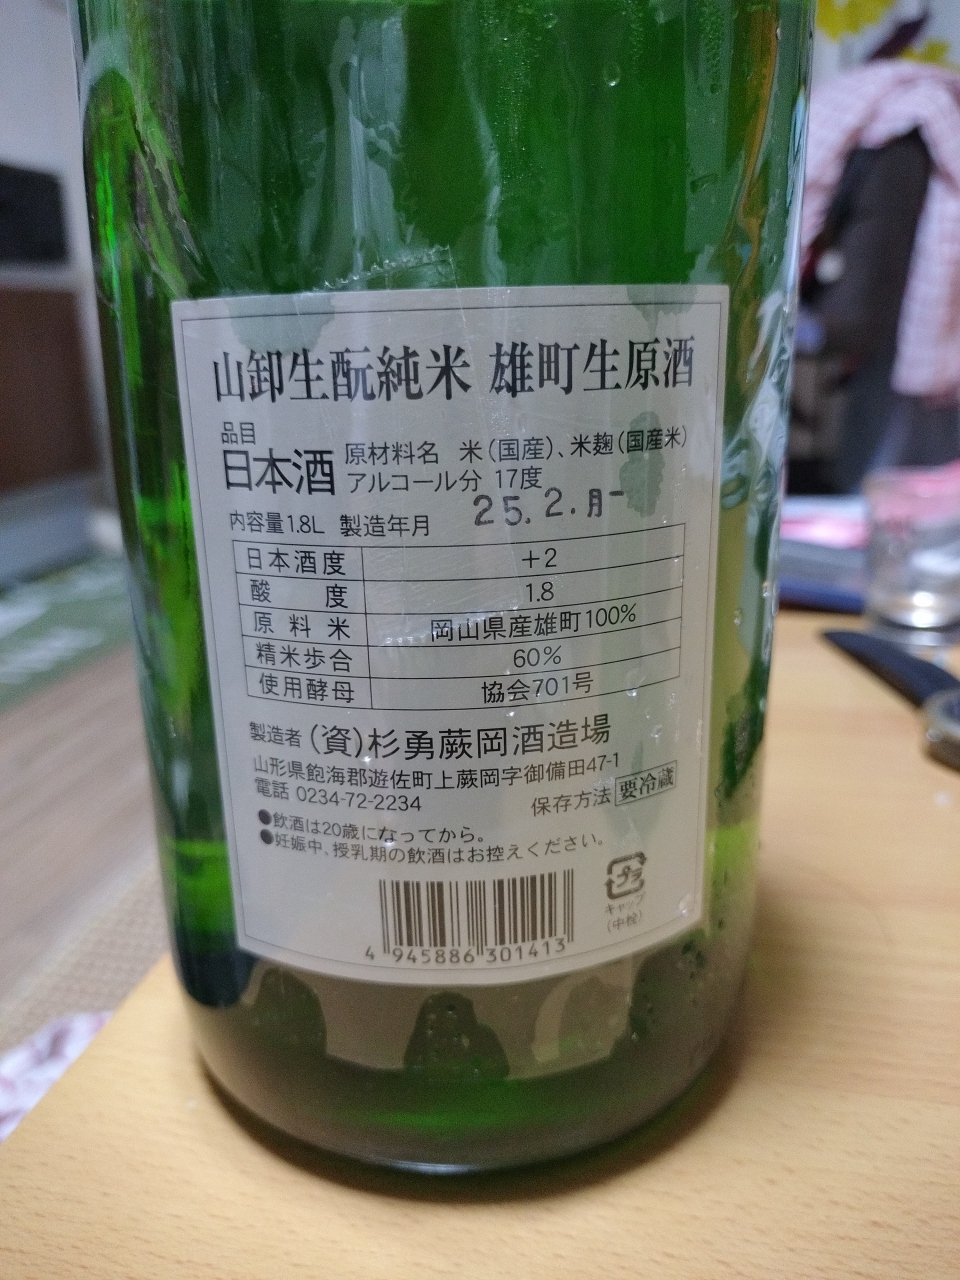 山卸生酛純米 雄町生原酒
品目
日本酒
原材料名 米(国産)、米麹(国産米)
アルコール分 17度
内容量1.8L 製造年月 25.2.月
日本酒度 +2
酸度 1.8
原料米 岡山県産雄町100%
精米歩合 60%
使用酵母 協会701号
製造者 (資)杉勇蕨岡酒造場
山形県飽海郡遊佐町上蕨岡字御備田47-1
電話 0234-72-2234
保存方法 要冷蔵
●飲酒は20歳になってから。
●妊娠中、授乳期の飲酒はお控えください。
プラ
キャップ
(中栓)
4 945886 301413